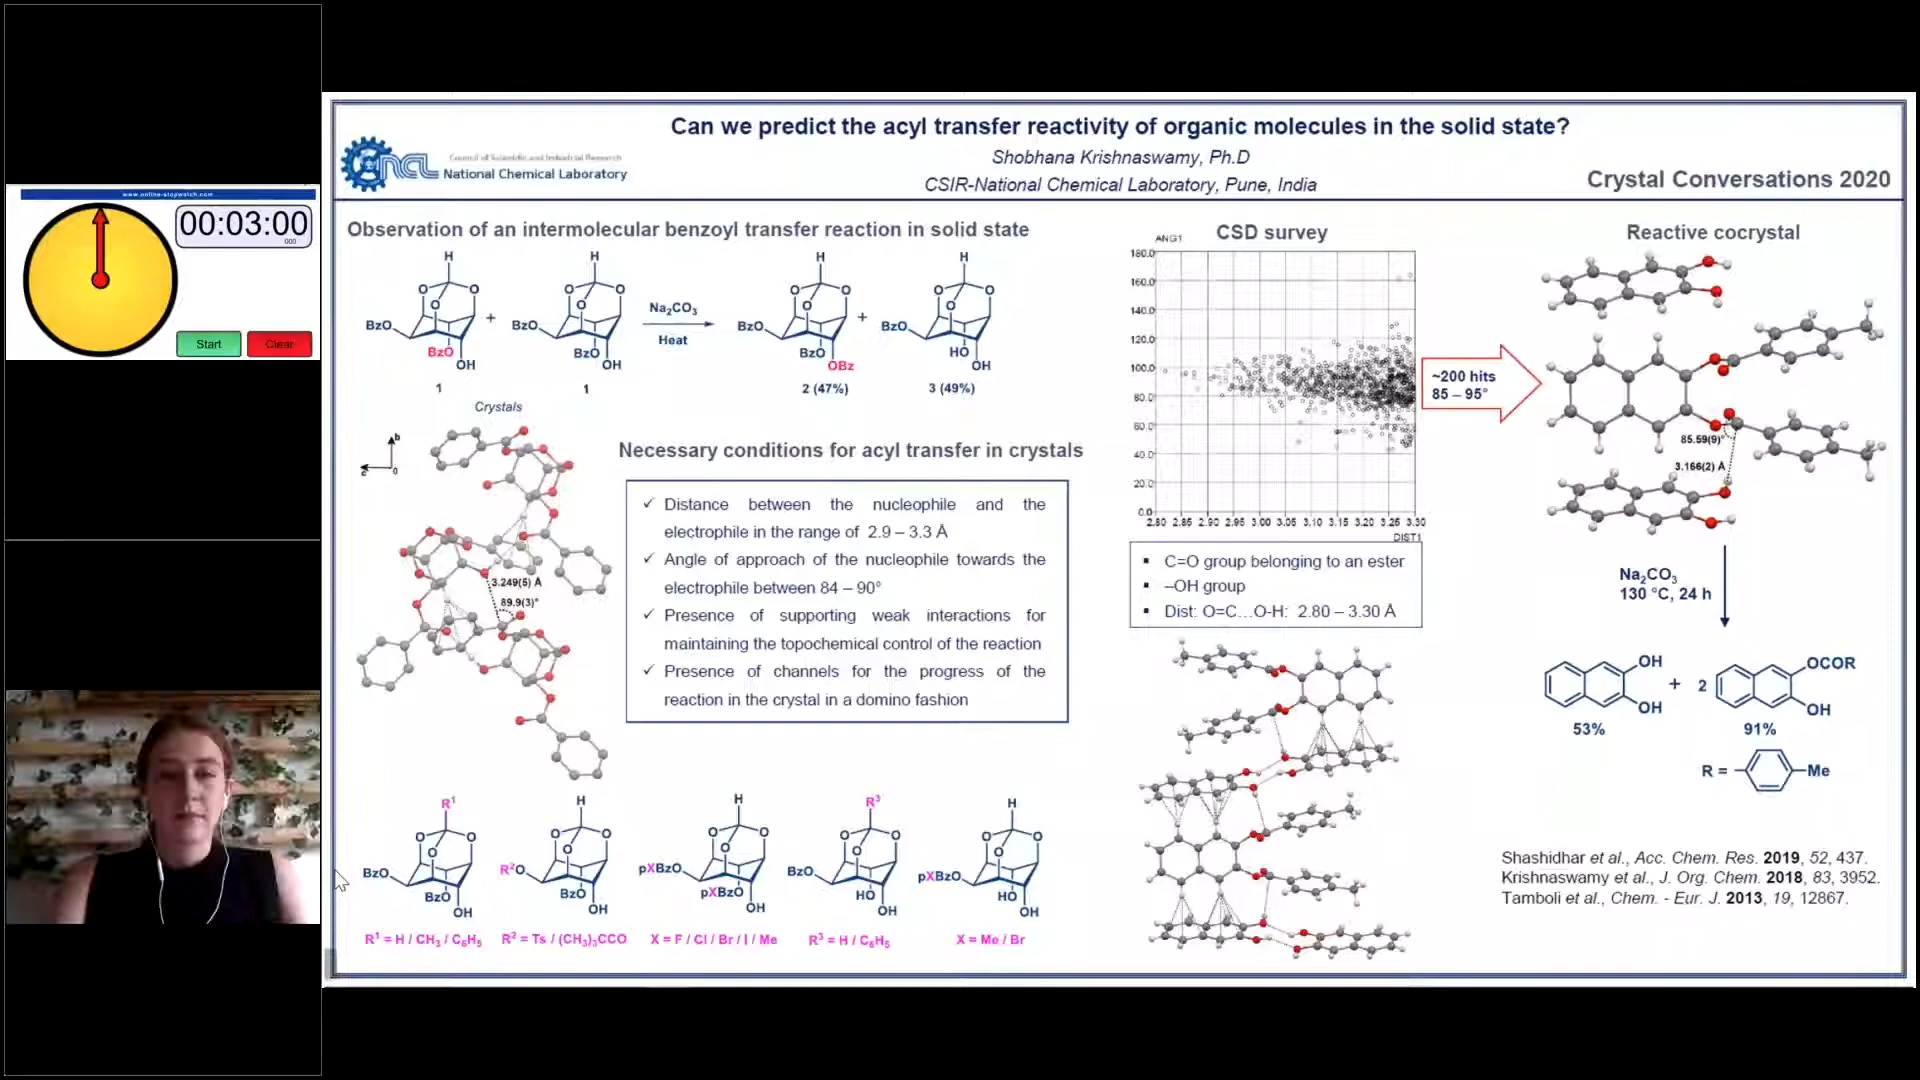 www.online-stopwatch.com
00:03:00
000
Start
Clear
Can we predict the acyl transfer reactivity of organic molecules in the solid state?
Shobhana Krishnaswamy, Ph.D
CSIR-National Chemical Laboratory, Pune, India
Crystal Conversations 2020
NCL
Council of Scientific and Industrial Research
National Chemical Laboratory
Observation of an intermolecular benzoyl transfer reaction in solid state
H
O O
O
BzO
BzO
OH
1
+
H
O O
O
BzO
BzO
OH
1
Na₂CO₃
Heat
H
O O
O
BzO
BzO
OBz
2 (47%)
+
H
O O
O
BzO
HO
OH
3 (49%)
Crystals
b
c
0
3.249(5) Å
89.9(3)°
Necessary conditions for acyl transfer in crystals
✓ Distance between the nucleophile and the
electrophile in the range of 2.9 – 3.3 Å
✓ Angle of approach of the nucleophile towards the
electrophile between 84 – 90°
✓ Presence of supporting weak interactions for
maintaining the topochemical control of the reaction
✓ Presence of channels for the progress of the
reaction in the crystal in a domino fashion
R¹
O O
O
BzO
BzO
OH
R¹ = H / CH₃ / C₆H₅
H
O O
O
R²O
BzO
OH
R² = Ts / (CH₃)₃CCO
H
O O
O
pXBzO
pXBzO
OH
X = F / Cl / Br / I / Me
R³
O O
O
BzO
HO
OH
R³ = H / C₆H₅
H
O O
O
pXBzO
HO
OH
X = Me / Br
CSD survey
ANG1
180.0
160.0
140.0
120.0
100.0
80.0
60.0
40.0
20.0
0.0
2.80 2.85 2.90 2.95 3.00 3.05 3.10 3.15 3.20 3.25 3.30
DIST1
▪ C=O group belonging to an ester
▪ –OH group
▪ Dist: O=C…O-H: 2.80 – 3.30 Å
~200 hits
85 – 95°
Reactive cocrystal
85.59(9)°
3.166(2) Å
Na₂CO₃
130 °C, 24 h
OH
OH
53%
+ 2
OCOR
OH
91%
R = Me
Shashidhar et al., Acc. Chem. Res. 2019, 52, 437.
Krishnaswamy et al., J. Org. Chem. 2018, 83, 3952.
Tamboli et al., Chem. - Eur. J. 2013, 19, 12867.